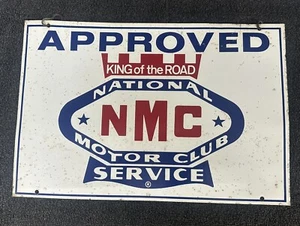 APPROVED
KING of the ROAD
NATIONAL
NMC
MOTOR CLUB
SERVICE
®